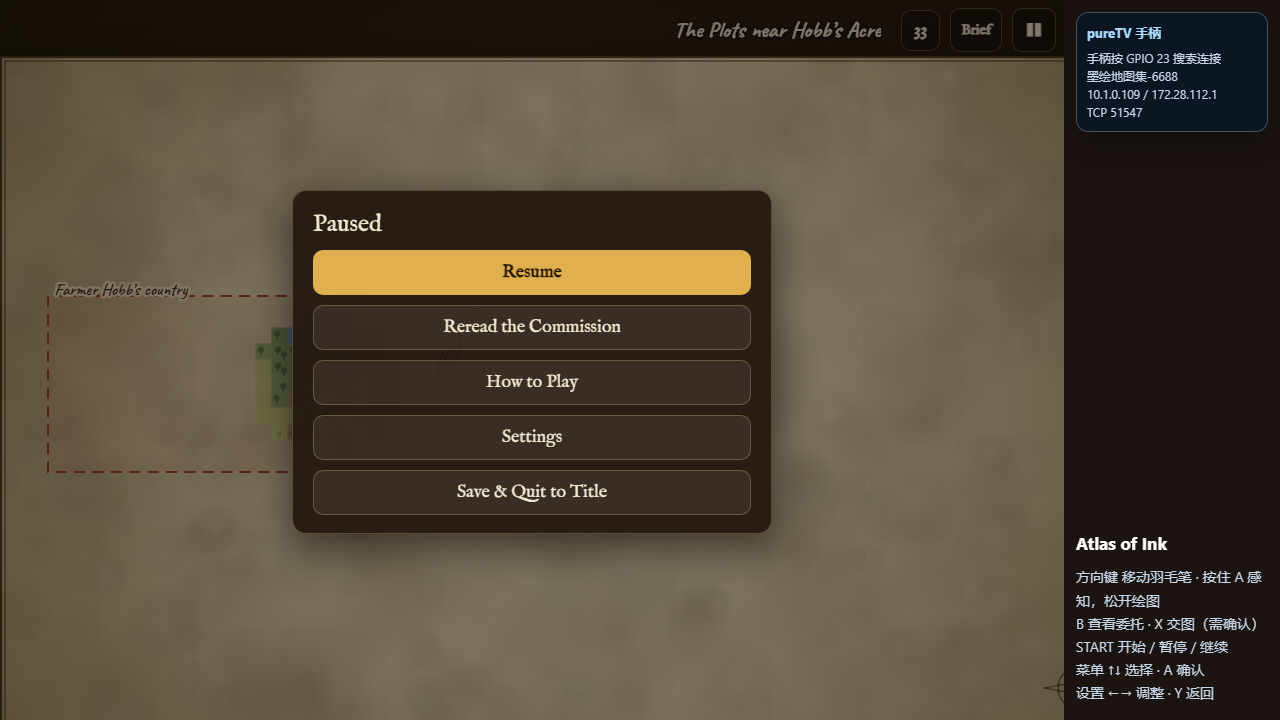 The Plots near Hobb's Acre
33
Brief
Farmer Hobb's country
Paused
Resume
Reread the Commission
How to Play
Settings
Save & Quit to Title
pureTV 手柄
手柄按 GPIO 23 搜索连接
墨绘地图集-6688
10.1.0.109 / 172.28.112.1
TCP 51547
Atlas of Ink
方向键 移动羽毛笔 · 按住 A 感
知，松开绘图
B 查看委托 · X 交图（需确认）
START 开始 / 暂停 / 继续
菜单 ↑↓ 选择 · A 确认
设置 ←→ 调整 · Y 返回